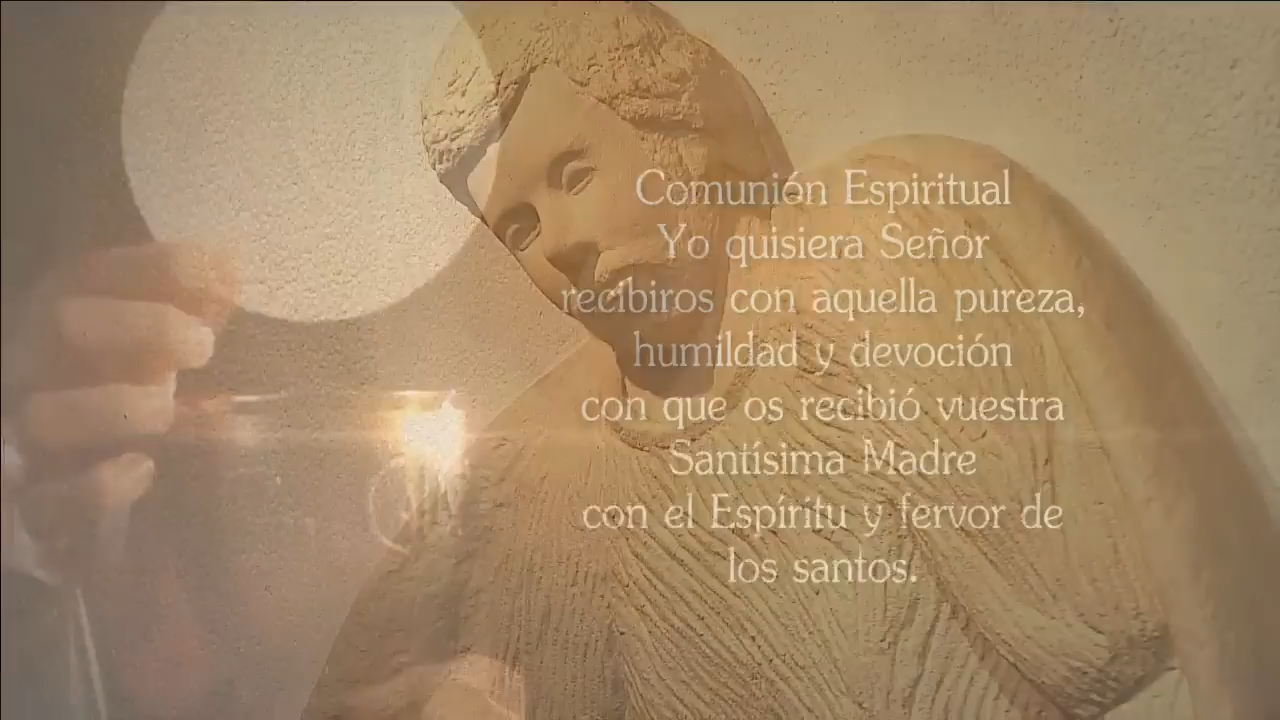 Comunión Espiritual
Yo quisiera Señor
recibiros con aquella pureza,
humildad y devoción
con que os recibió vuestra
Santísima Madre
con el Espíritu y fervor de
los santos.